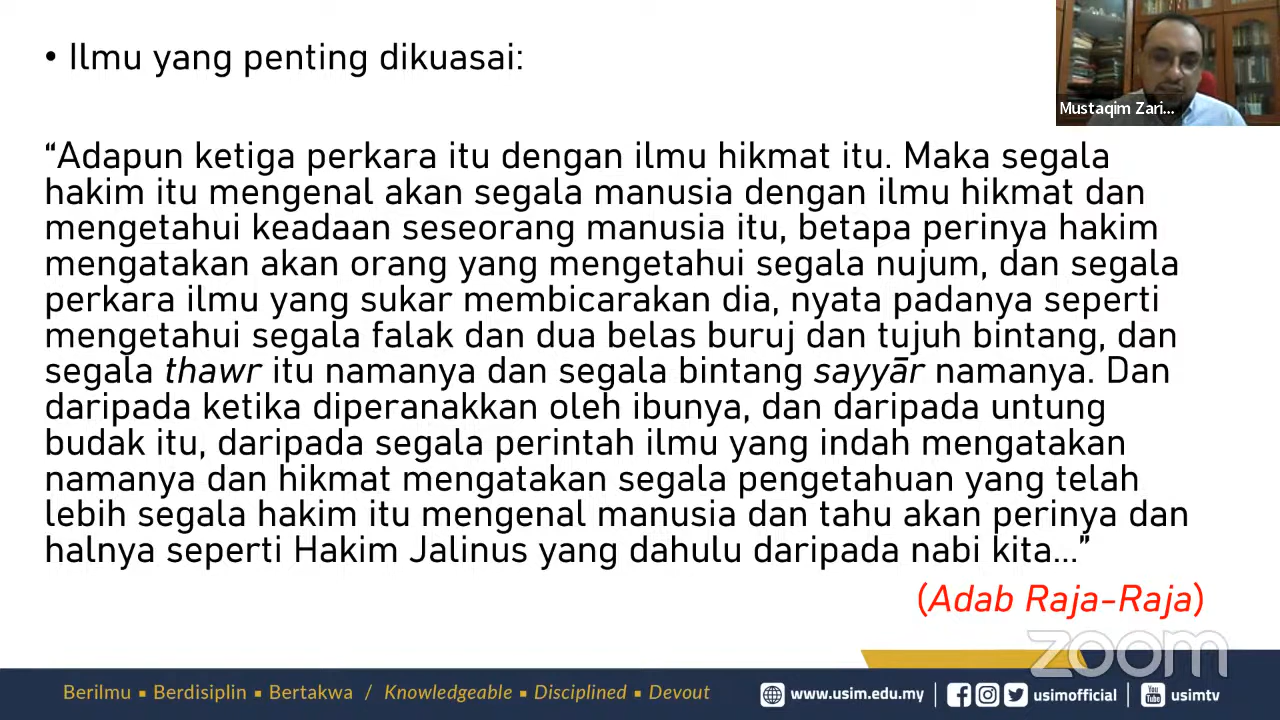 • Ilmu yang penting dikuasai:
Mustaqim Zari...
“Adapun ketiga perkara itu dengan ilmu hikmat itu. Maka segala
hakim itu mengenal akan segala manusia dengan ilmu hikmat dan
mengetahui keadaan seseorang manusia itu, betapa perinya hakim
mengatakan akan orang yang mengetahui segala nujum, dan segala
perkara ilmu yang sukar membicarakan dia, nyata padanya seperti
mengetahui segala falak dan dua belas buruj dan tujuh bintang, dan
segala thawr itu namanya dan segala bintang sayyār namanya. Dan
daripada ketika diperanakkan oleh ibunya, dan daripada untung
budak itu, daripada segala perintah ilmu yang indah mengatakan
namanya dan hikmat mengatakan segala pengetahuan yang telah
lebih segala hakim itu mengenal manusia dan tahu akan perinya dan
halnya seperti Hakim Jalinus yang dahulu daripada nabi kita...”
(Adab Raja-Raja)
zoom
Berilmu ▪ Berdisiplin ▪ Bertakwa / Knowledgeable ▪ Disciplined ▪ Devout
www.usim.edu.my | usimofficial | You Tube usimtv